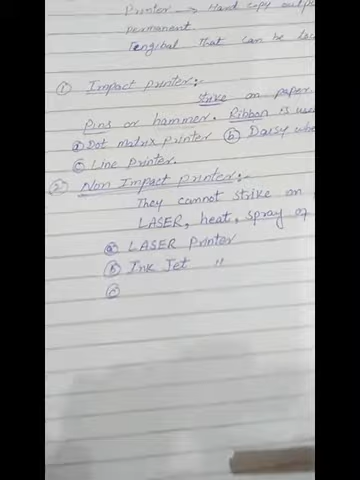 Printer → Hard copy outp
permanent
Tengibal That can be
① Impact printer:-
strike on paper.
Pins or hammer. Ribbon is use
ⓐ Dot matrix printer ⓑ Daisy whe
ⓒ Line printer.
② Non Impact printer:-
They cannot strike on
LASER, heat, spray of
ⓐ LASER Printer
ⓑ Ink Jet "
ⓒ